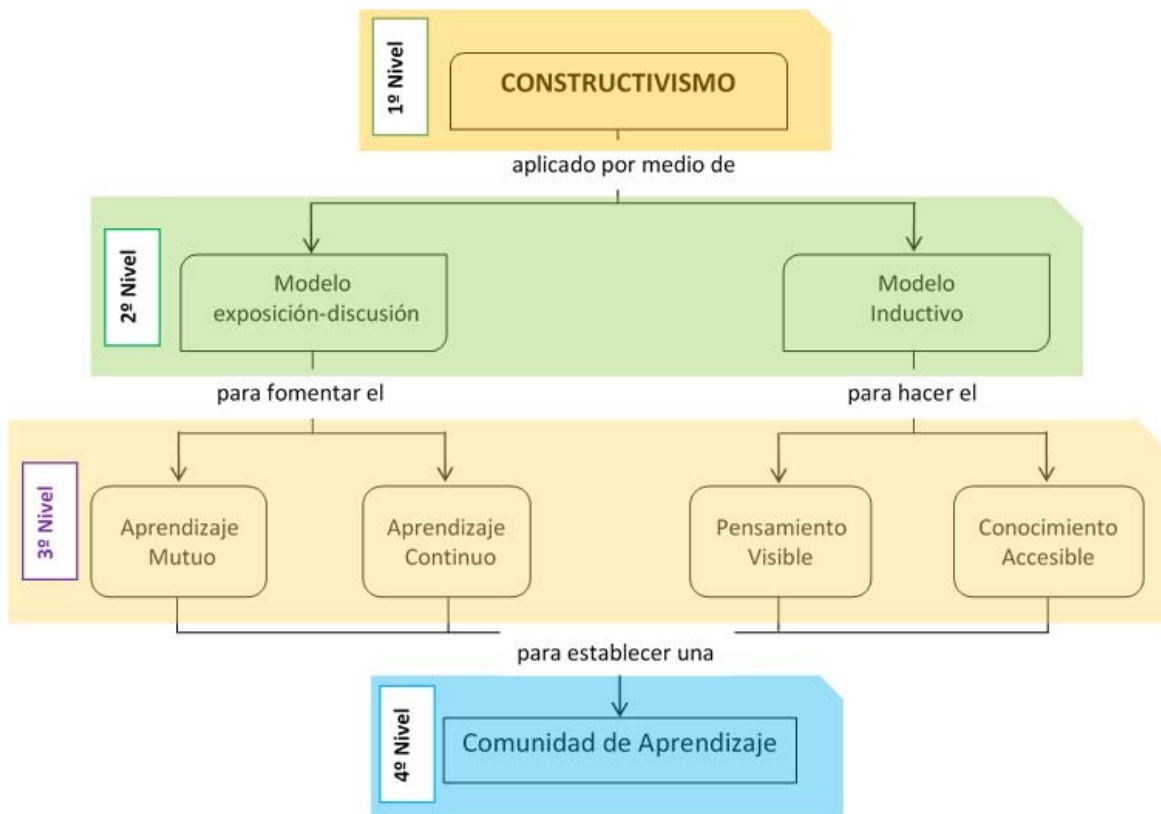 1º Nivel
CONSTRUCTIVISMO
aplicado por medio de
2º Nivel
Modelo
exposición-discusión
Modelo
Inductivo
para fomentar el
para hacer el
3º Nivel
Aprendizaje
Mutuo
Aprendizaje
Continuo
Pensamiento
Visible
Conocimiento
Accesible
para establecer una
4º Nivel
Comunidad de Aprendizaje